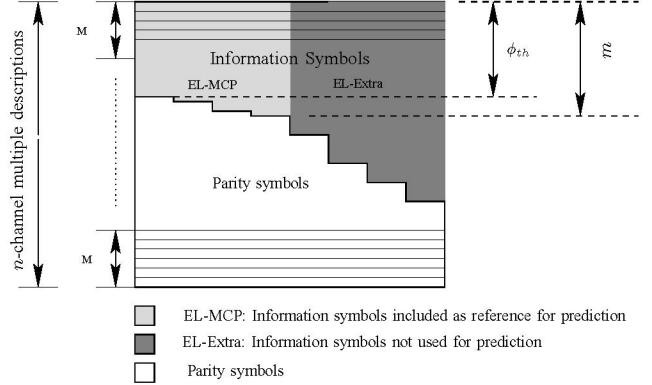 n-channel multiple descriptions
M
M
Information Symbols
EL-MCP
EL-Extra
Parity symbols
ϕth
m
EL-MCP: Information symbols included as reference for prediction
EL-Extra: Information symbols not used for prediction
Parity symbols